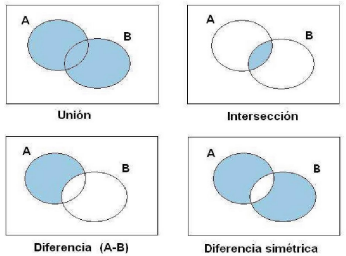 A
B
Unión
A
B
Intersección
A
B
Diferencia (A-B)
A
B
Diferencia simétrica